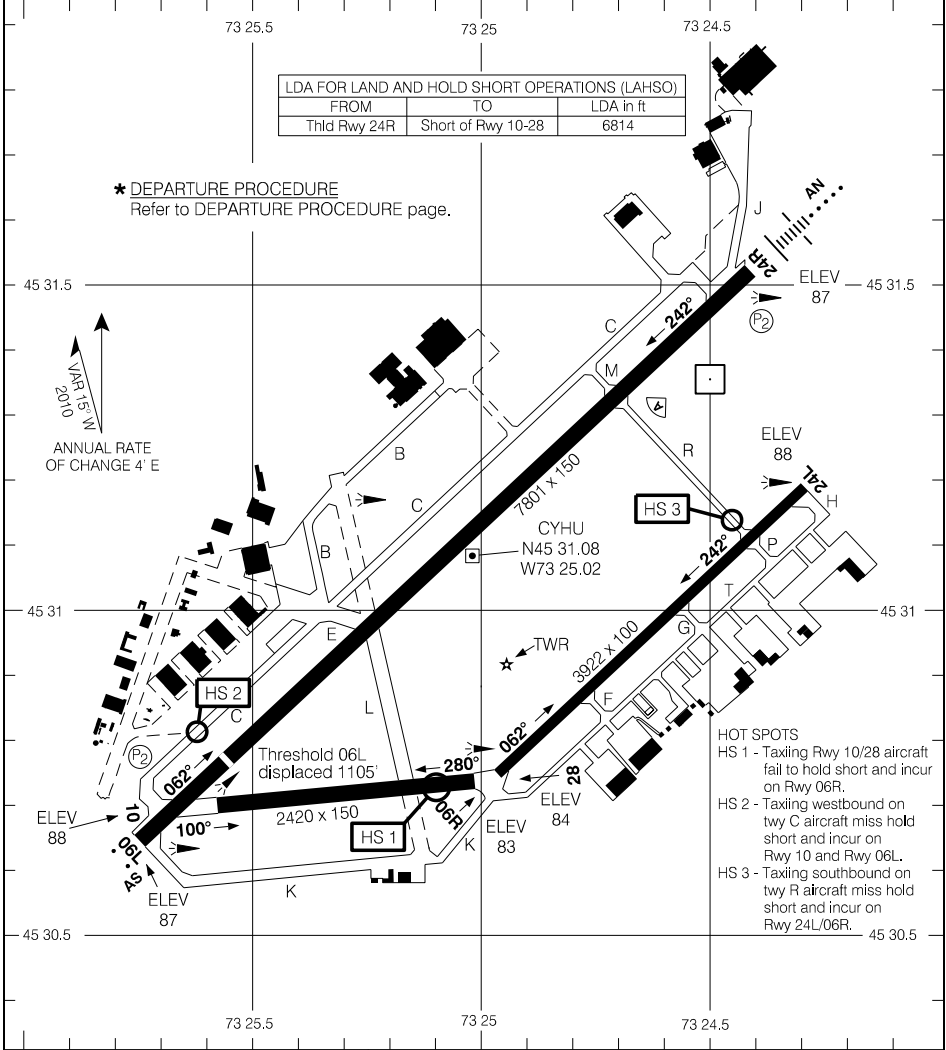 73 25.5
73 25
73 24.5
LDA FOR LAND AND HOLD SHORT OPERATIONS (LAHSO)
FROM TO LDA in ft
Thld Rwy 24R Short of Rwy 10-28 6814
* DEPARTURE PROCEDURE
Refer to DEPARTURE PROCEDURE page.
AN
J
24R
ELEV
87
45 31.5
45 31.5
P2
242°
C
M
VAR 15° W
2010
ANNUAL RATE
OF CHANGE 4' E
A
R
B
C
7801 x 150
ELEV
88
24L
H
HS 3
CYHU
N45 31.08
W73 25.02
B
P
242°
T
45 31
45 31
E
G
TWR
3922 x 100
HS 2
C
L
F
P2
062°
Threshold 06L
displaced 1105'
062°
280°
28
HOT SPOTS
HS 1 - Taxiing Rwy 10/28 aircraft
fail to hold short and incur
on Rwy 06R.
HS 2 - Taxiing westbound on
twy C aircraft miss hold
short and incur on
Rwy 10 and Rwy 06L.
HS 3 - Taxiing southbound on
twy R aircraft miss hold
short and incur on
Rwy 24L/06R.
10
ELEV
88
100°
2420 x 150
06R
ELEV
84
ELEV
83
HS 1
06L
AS
K
K
ELEV
87
45 30.5
45 30.5
73 25.5
73 25
73 24.5